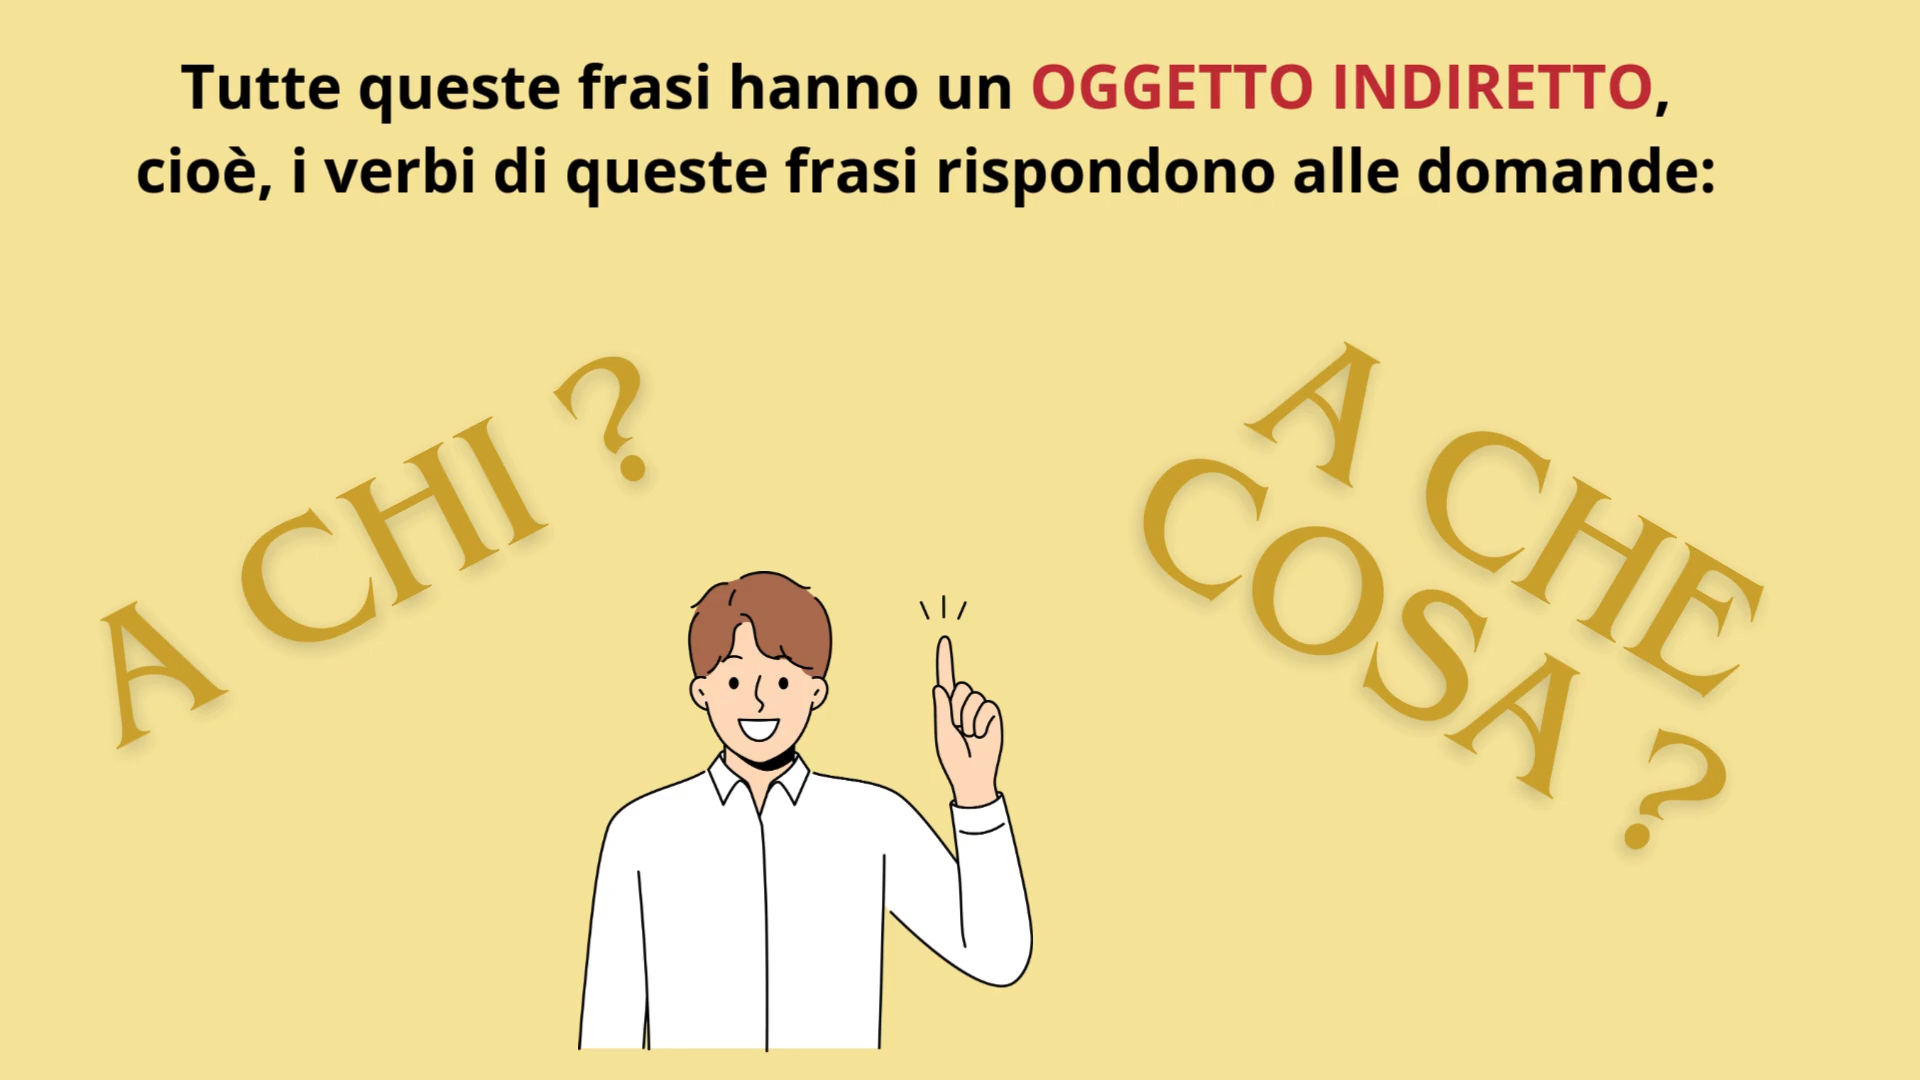 Tutte queste frasi hanno un OGGETTO INDIRETTO,
cioè, i verbi di queste frasi rispondono alle domande:
A CHI ?
A CHE
COSA ?